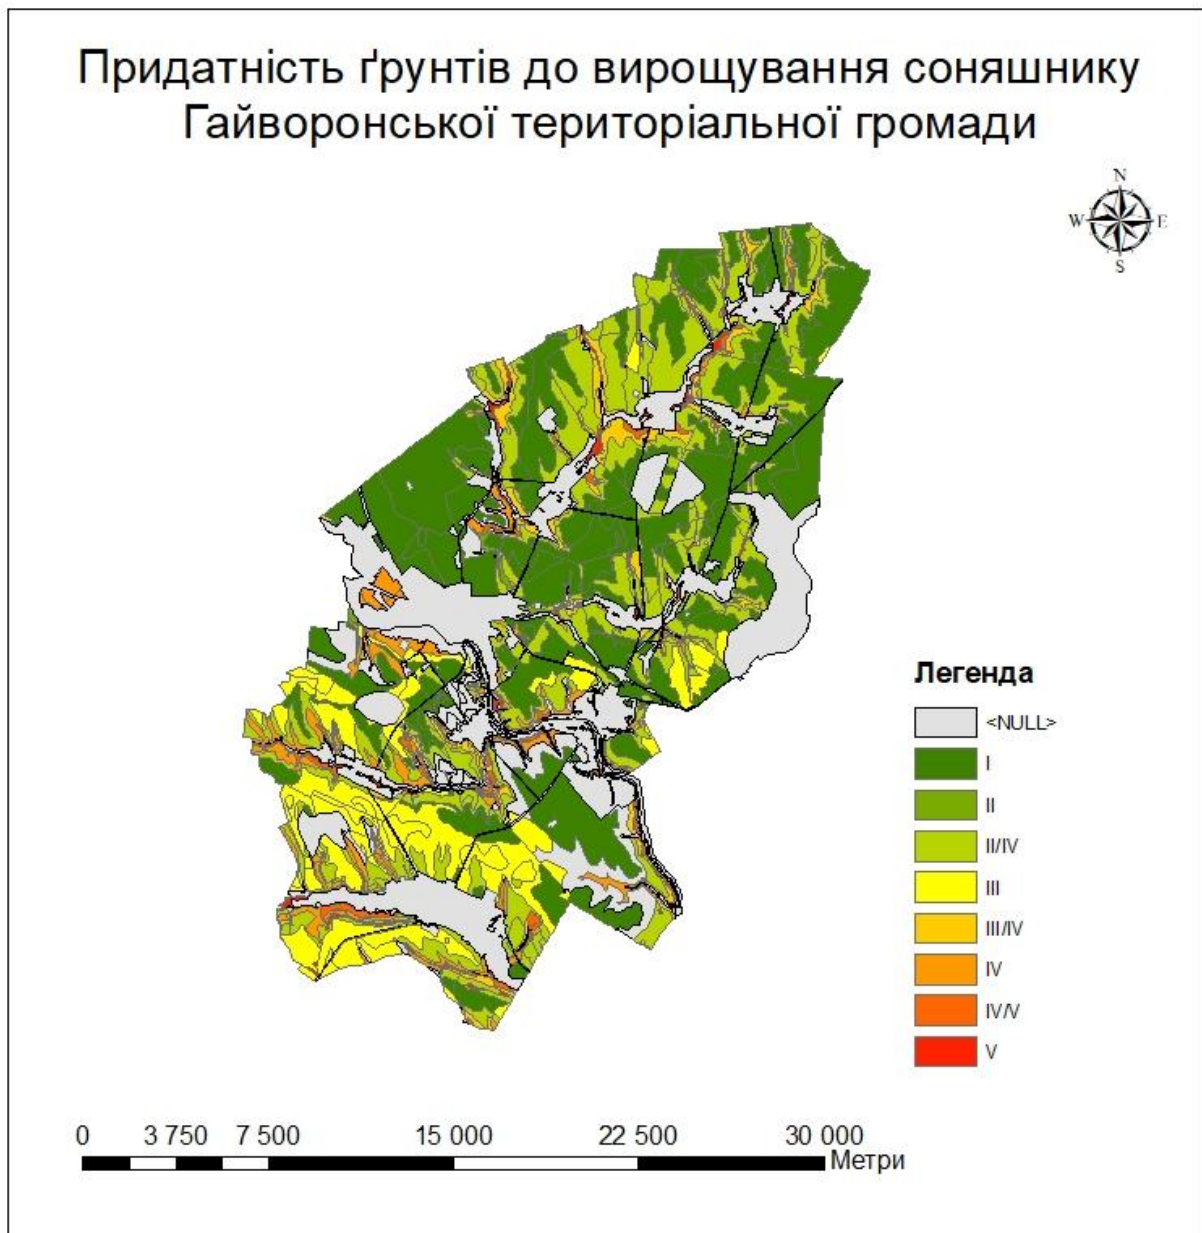 Придатність ґрунтів до вирощування соняшнику
Гайворонської територіальної громади
N
W E
S
Легенда
<NULL>
I
II
II/IV
III
III/IV
IV
IV/V
V
0 3 750 7 500 15 000 22 500 30 000
Метри